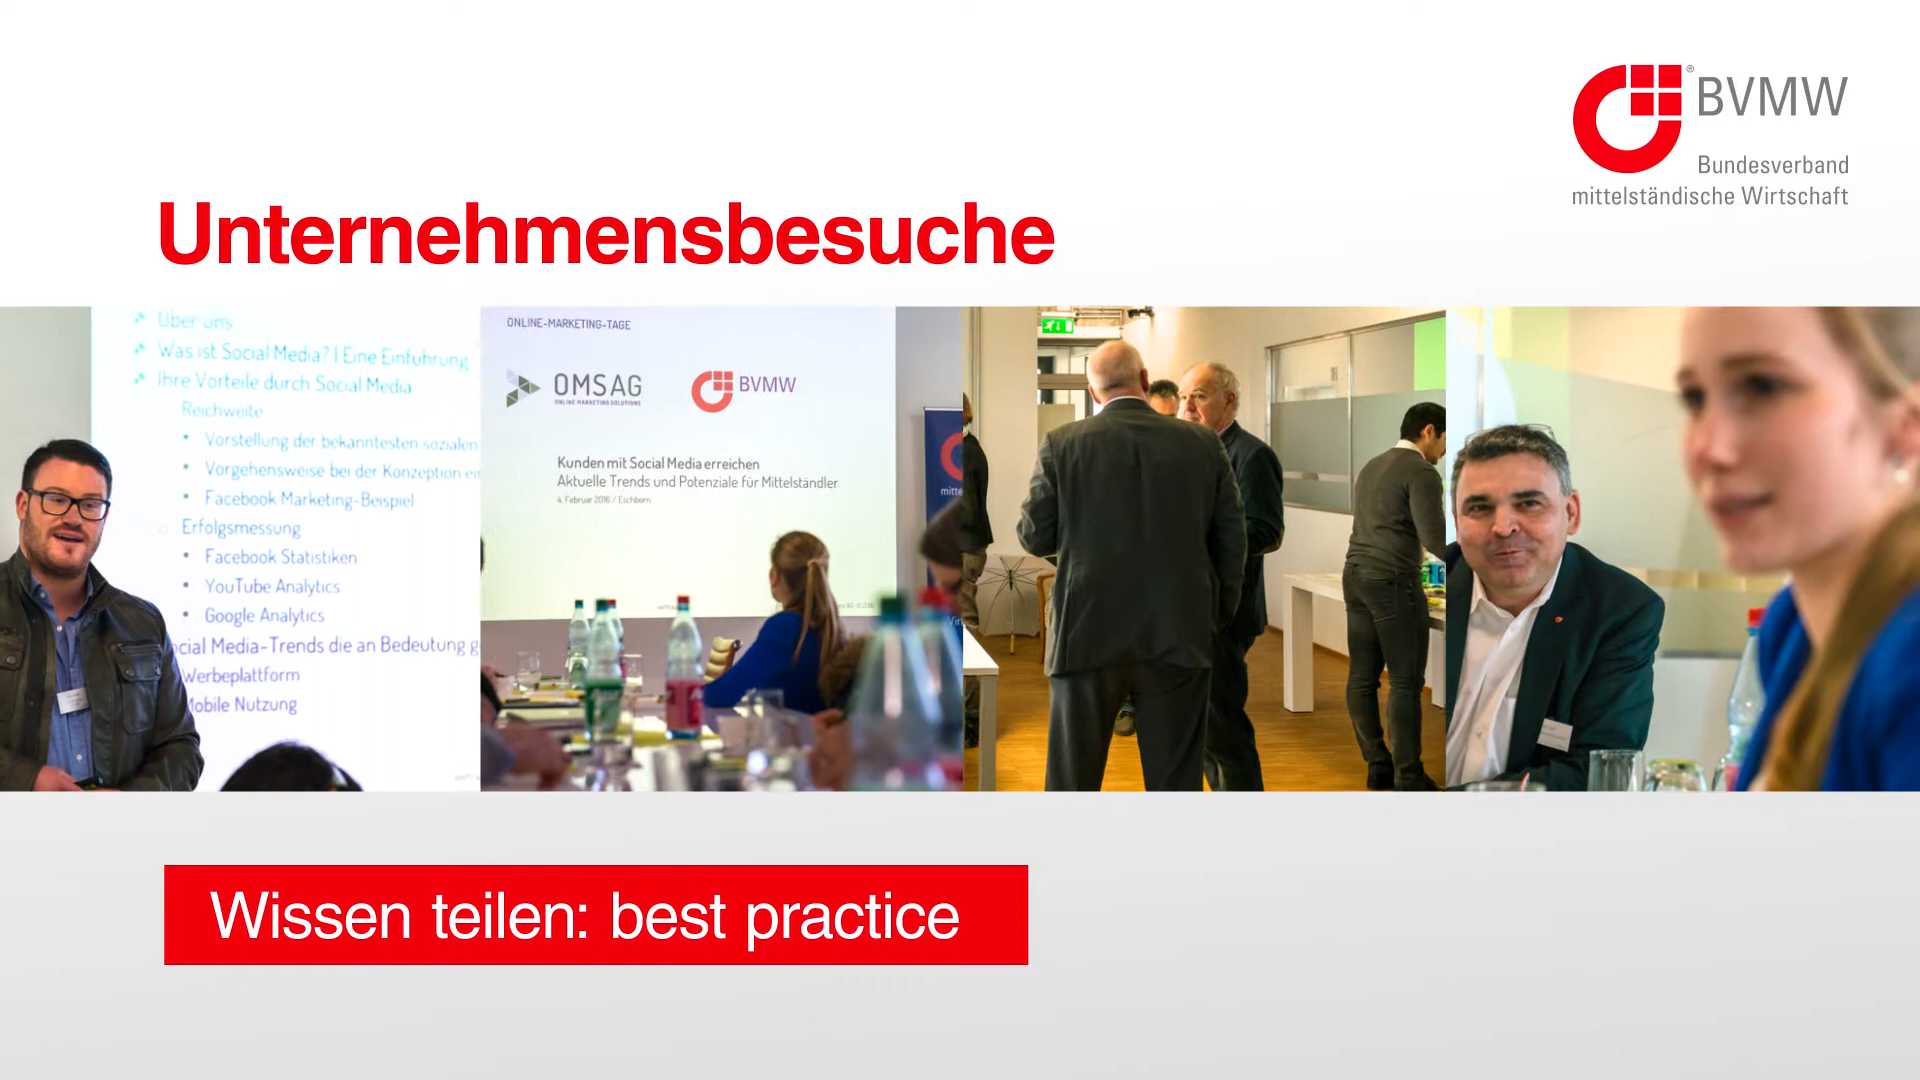 ® BVMW
Bundesverband
mittelständische Wirtschaft
Unternehmensbesuche
Über uns
Was ist Social Media? | Eine Einführung
Ihre Vorteile durch Social Media
Reichweite
Vorstellung der bekanntesten sozialen
Vorgehensweise bei der Konzeption
Facebook Marketing-Beispiel
Erfolgsmessung
Facebook Statistiken
YouTube Analytics
Google Analytics
Media-Trends die an Bedeutung
Werbeplattform
Mobile Nutzung
ONLINE-MARKETING-TAGE
OMSAG
ONLINE MARKETING SOLUTIONS
BVMW
Kunden mit Social Media erreichen
Aktuelle Trends und Potenziale für Mittelständler
4. Februar 2016 / Eschborn
Wissen teilen: best practice